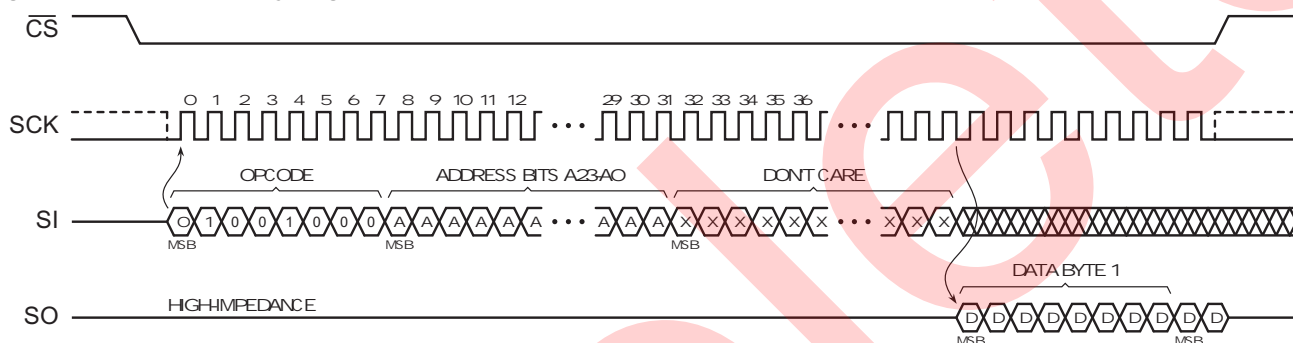 CS
0 1 2 3 4 5 6 7 8 9 10 11 12 29 30 31 32 33 34 35 36
SCK
OPCODE ADDRESS BITS A23-A0 DON'T CARE
SI 0 1 0 0 1 0 0 0 A A A A A A A A A X X X X X X X X X
MSB MSB MSB
DATA BYTE 1
HIGH-IMPEDANCE
SO D D D D D D D D D D
MSB MSB